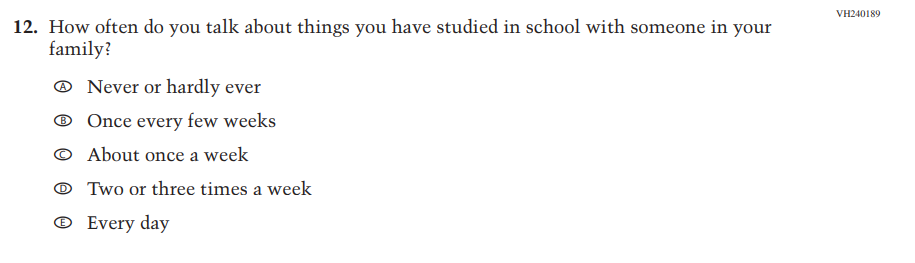 VH240189
12. How often do you talk about things you have studied in school with someone in your
family?
A Never or hardly ever
B Once every few weeks
C About once a week
D Two or three times a week
E Every day